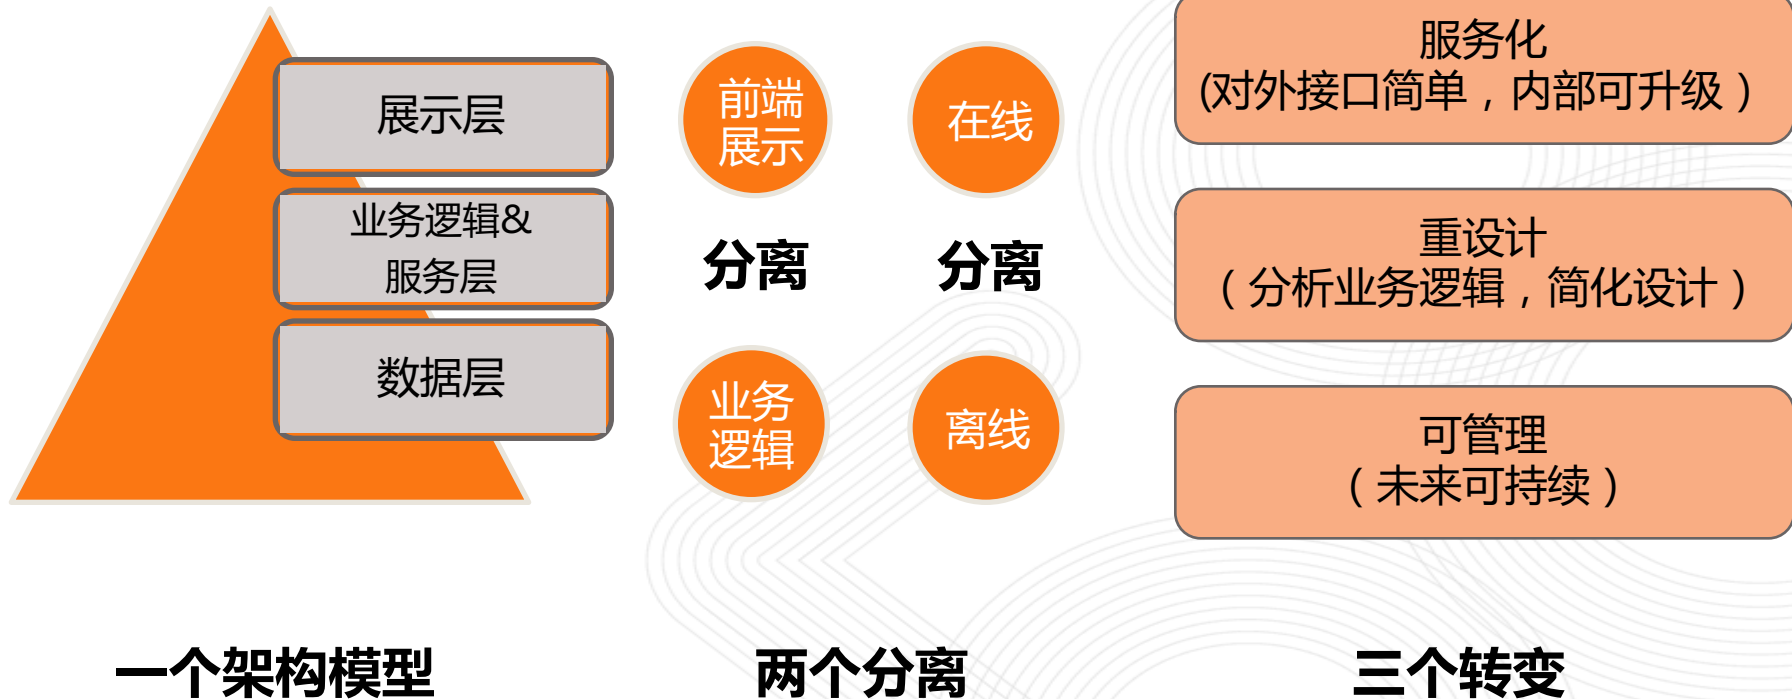 展示层
业务逻辑&
服务层
数据层
一个架构模型
前端
展示
分离
业务
逻辑
在线
分离
离线
两个分离
服务化
(对外接口简单，内部可升级）
重设计
（分析业务逻辑，简化设计）
可管理
（未来可持续）
三个转变